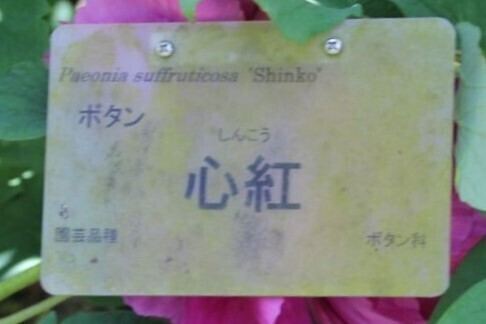 Paeonia suffruticosa 'Shinko'
ボタン
しんこう
心紅
園芸品種
ボタン科